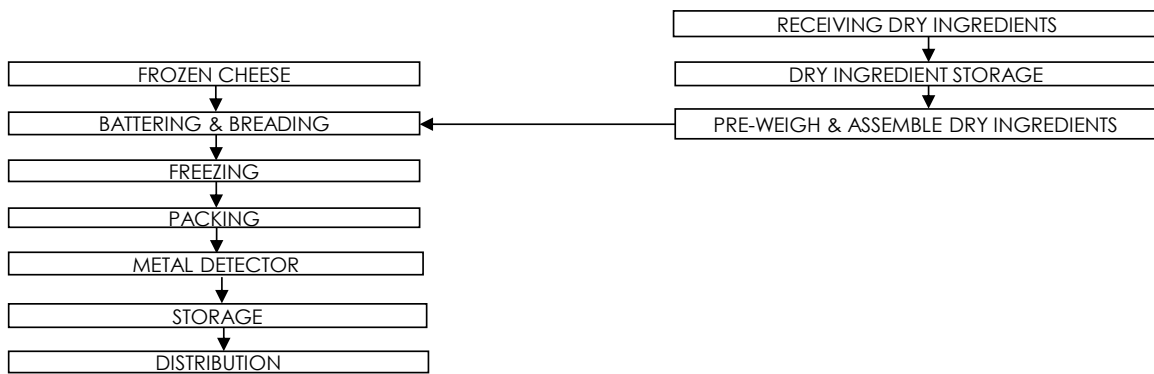 RECEIVING DRY INGREDIENTS
FROZEN CHEESE
DRY INGREDIENT STORAGE
BATTERING & BREADING
PRE-WEIGH & ASSEMBLE DRY INGREDIENTS
FREEZING
PACKING
METAL DETECTOR
STORAGE
DISTRIBUTION